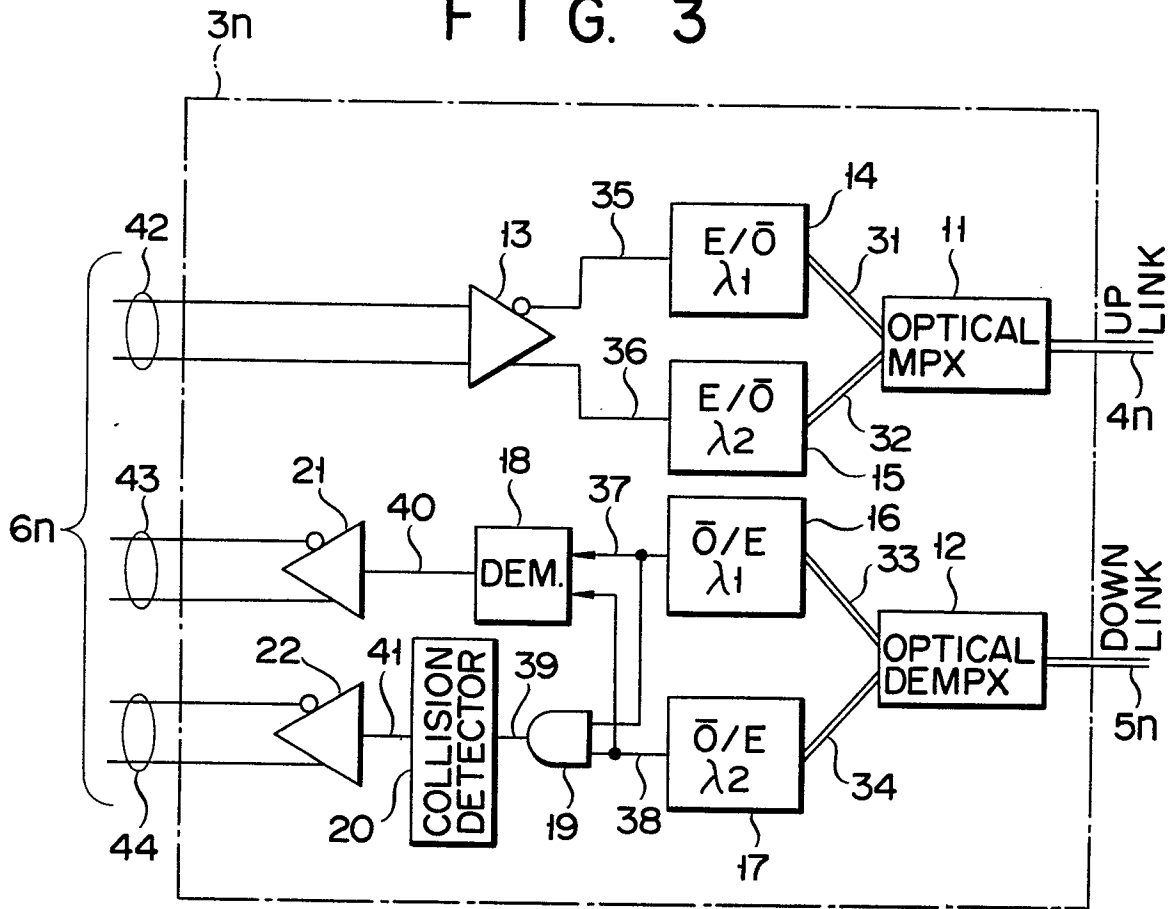 FIG. 3
3n
42
13
35
14
E/Ō
λ1
31
11
OPTICAL
MPX
UP
LINK
4n
36
E/Ō
λ2
32
15
6n
43
21
40
18
DEM.
37
Ō/E
λ1
16
33
12
OPTICAL
DEMPX
DOWN
LINK
5n
44
22
41
COLLISION
DETECTOR
20
39
19
38
Ō/E
λ2
17
34